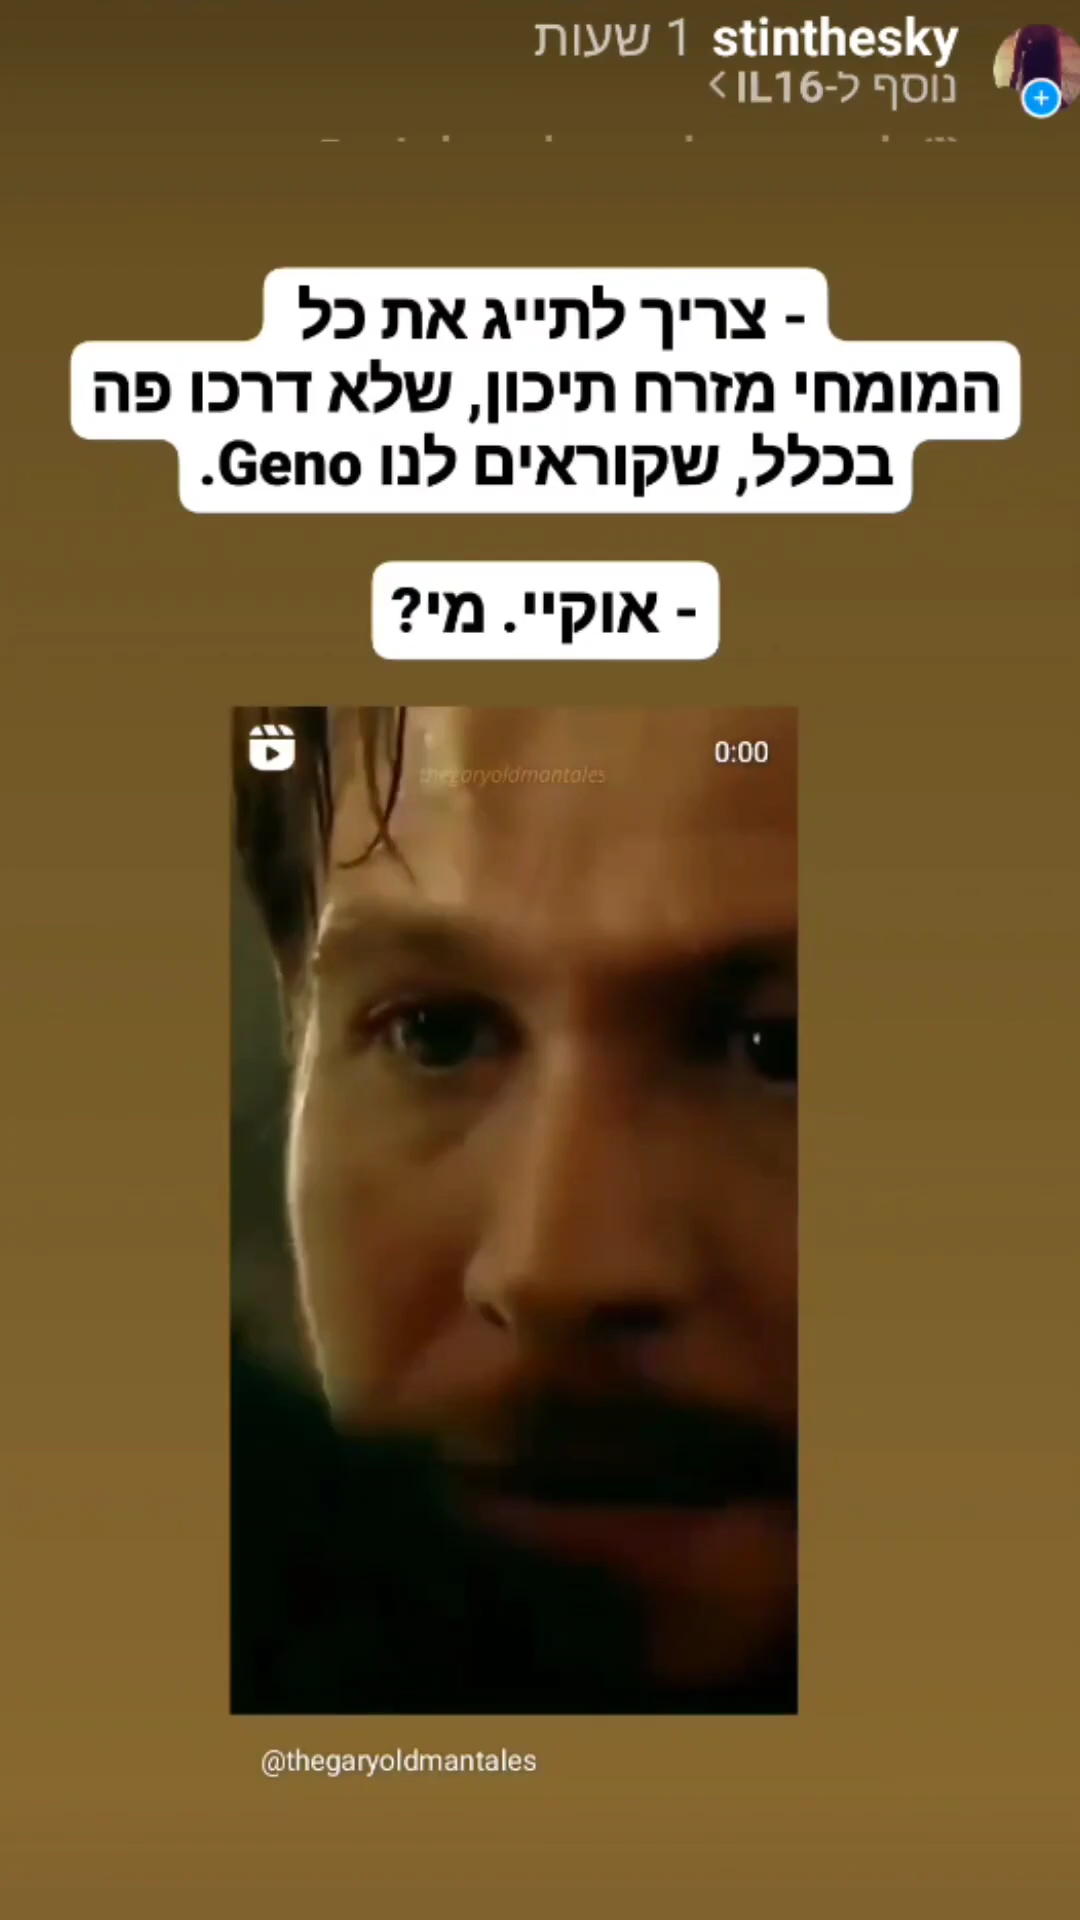 stinthesky 1 שעות
נוסף ל-IL16 >
- צריך לתייג את כל
המומחי מזרח תיכון, שלא דרכו פה
בכלל, שקוראים לנו Geno.
- אוקיי. מי?
0:00
thegaryoldmantales
@thegaryoldmantales